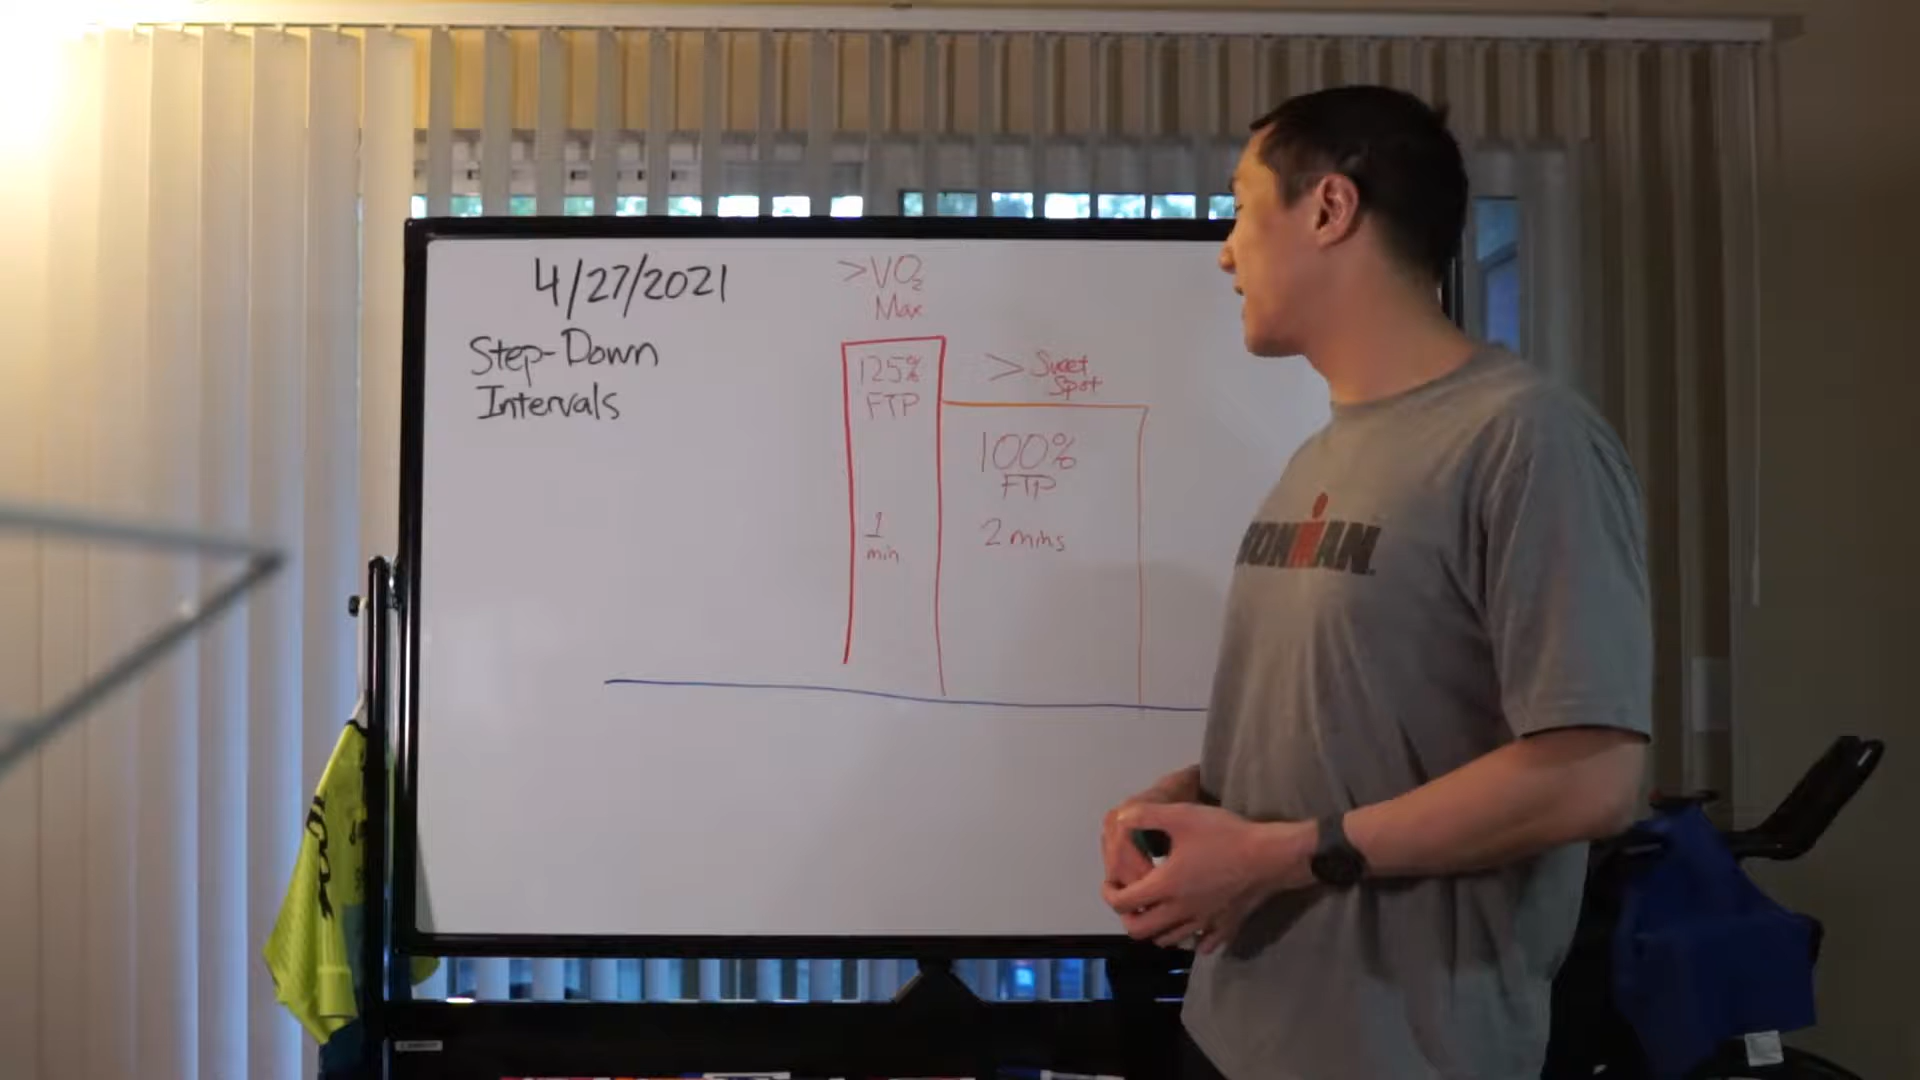 4/27/2021
Step-Down
Intervals
>VO₂
Max
125%
FTP
1
min
> Sweet
Spot
100%
FTP
2 mins
IRONMAN